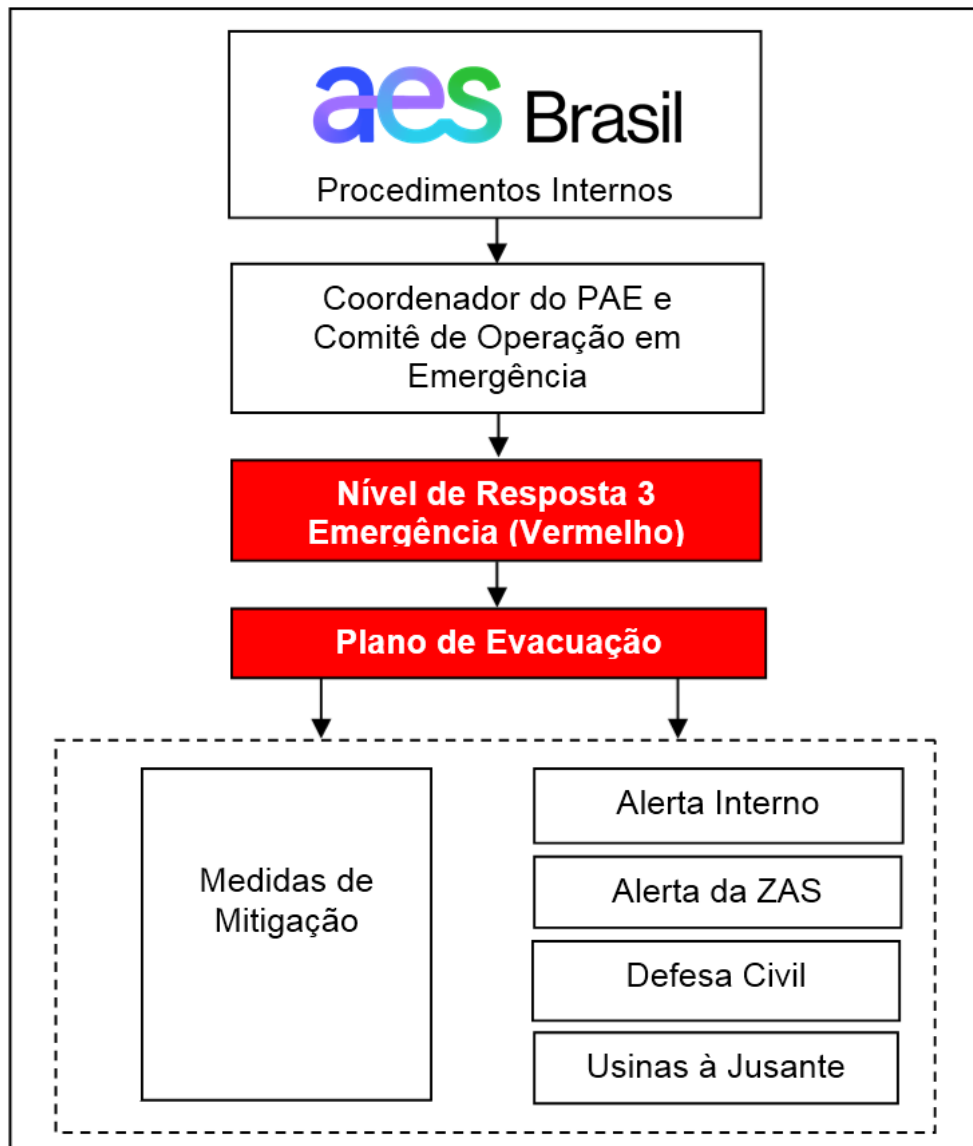 aes Brasil
Procedimentos Internos
Coordenador do PAE e
Comitê de Operação em
Emergência
Nível de Resposta 3
Emergência (Vermelho)
Plano de Evacuação
Medidas de
Mitigação
Alerta Interno
Alerta da ZAS
Defesa Civil
Usinas à Jusante